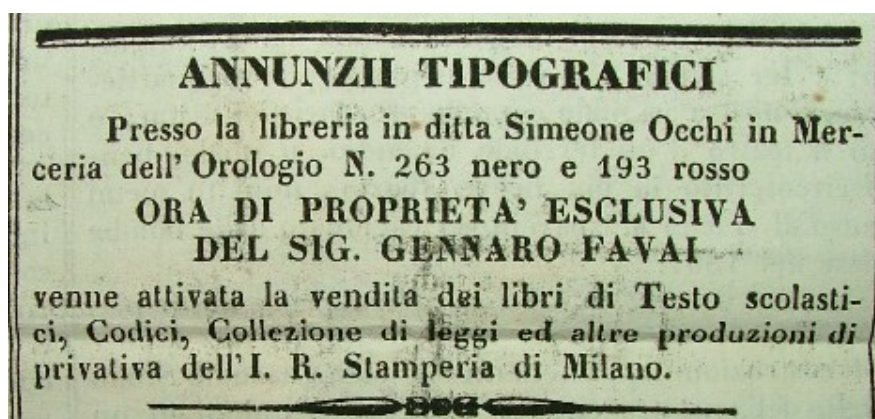 ANNUNZII TIPOGRAFICI
Presso la libreria in ditta Simeone Occhi in Mer-
ceria dell' Orologio N. 263 nero e 193 rosso
ORA DI PROPRIETA' ESCLUSIVA
DEL SIG. GENNARO FAVAI
venne attivata la vendita dei libri di Testo scolasti-
ci, Codici, Collezione di leggi ed altre produzioni di
privativa dell' I. R. Stamperia di Milano.